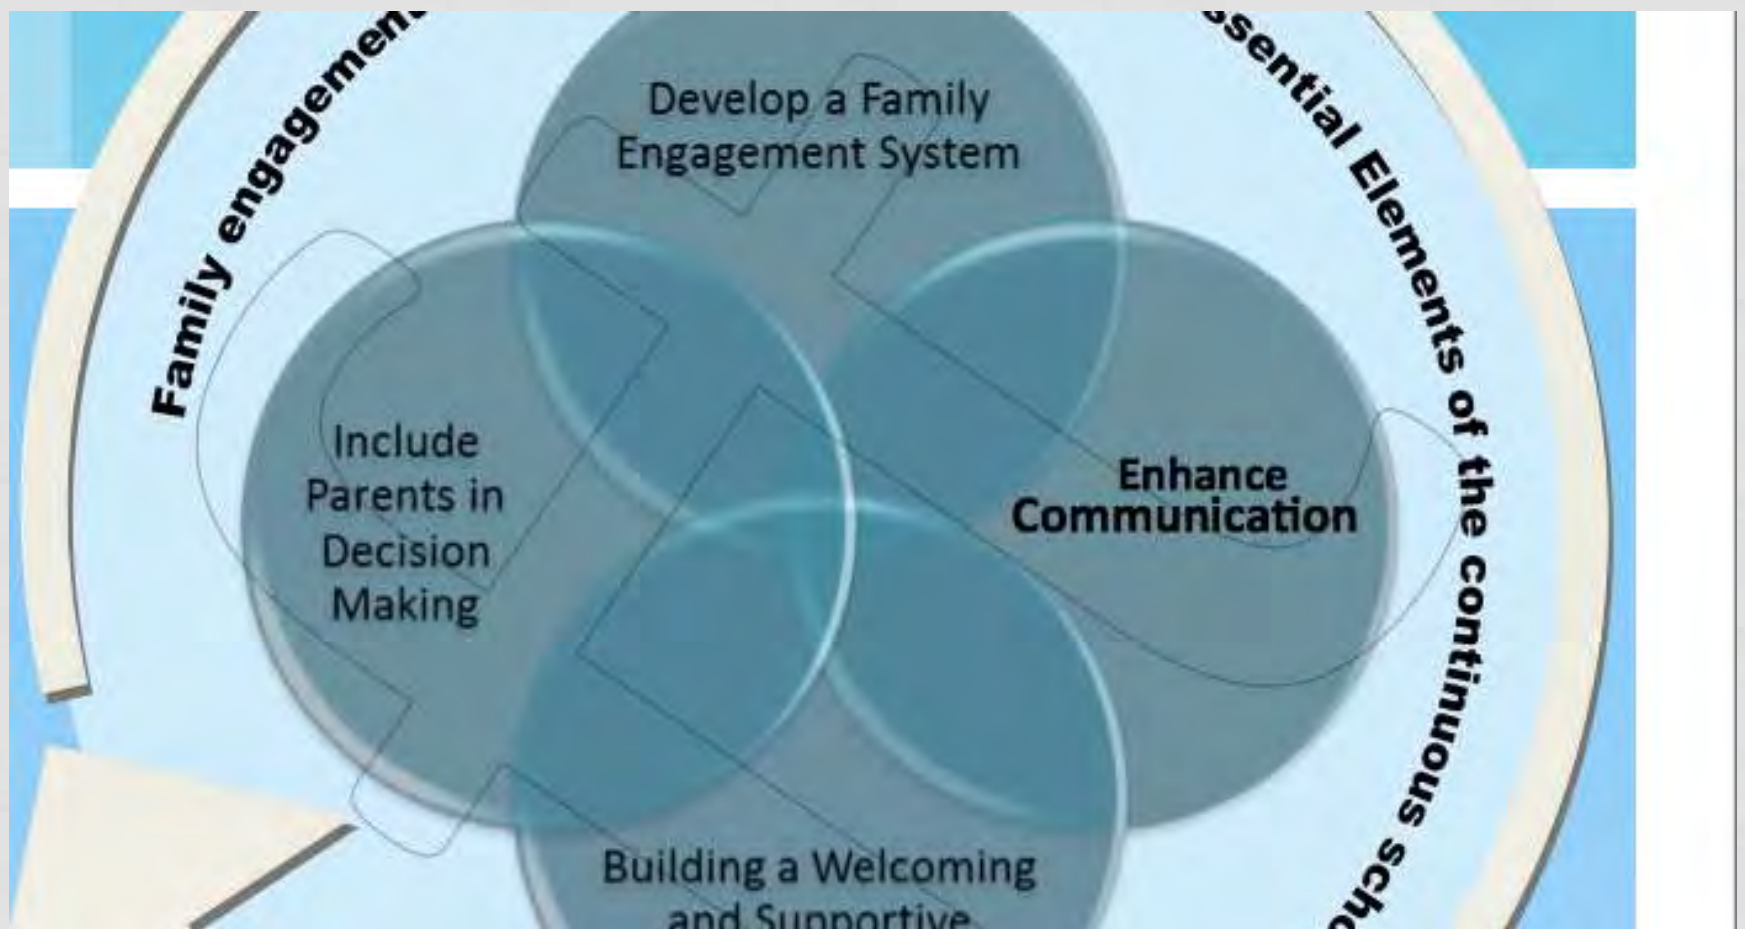 Family engagement
ssential Elements of the continuous scho
Develop a Family
Engagement System
Include
Parents in
Decision
Making
Enhance
Communication
Building a Welcoming
and Supportive